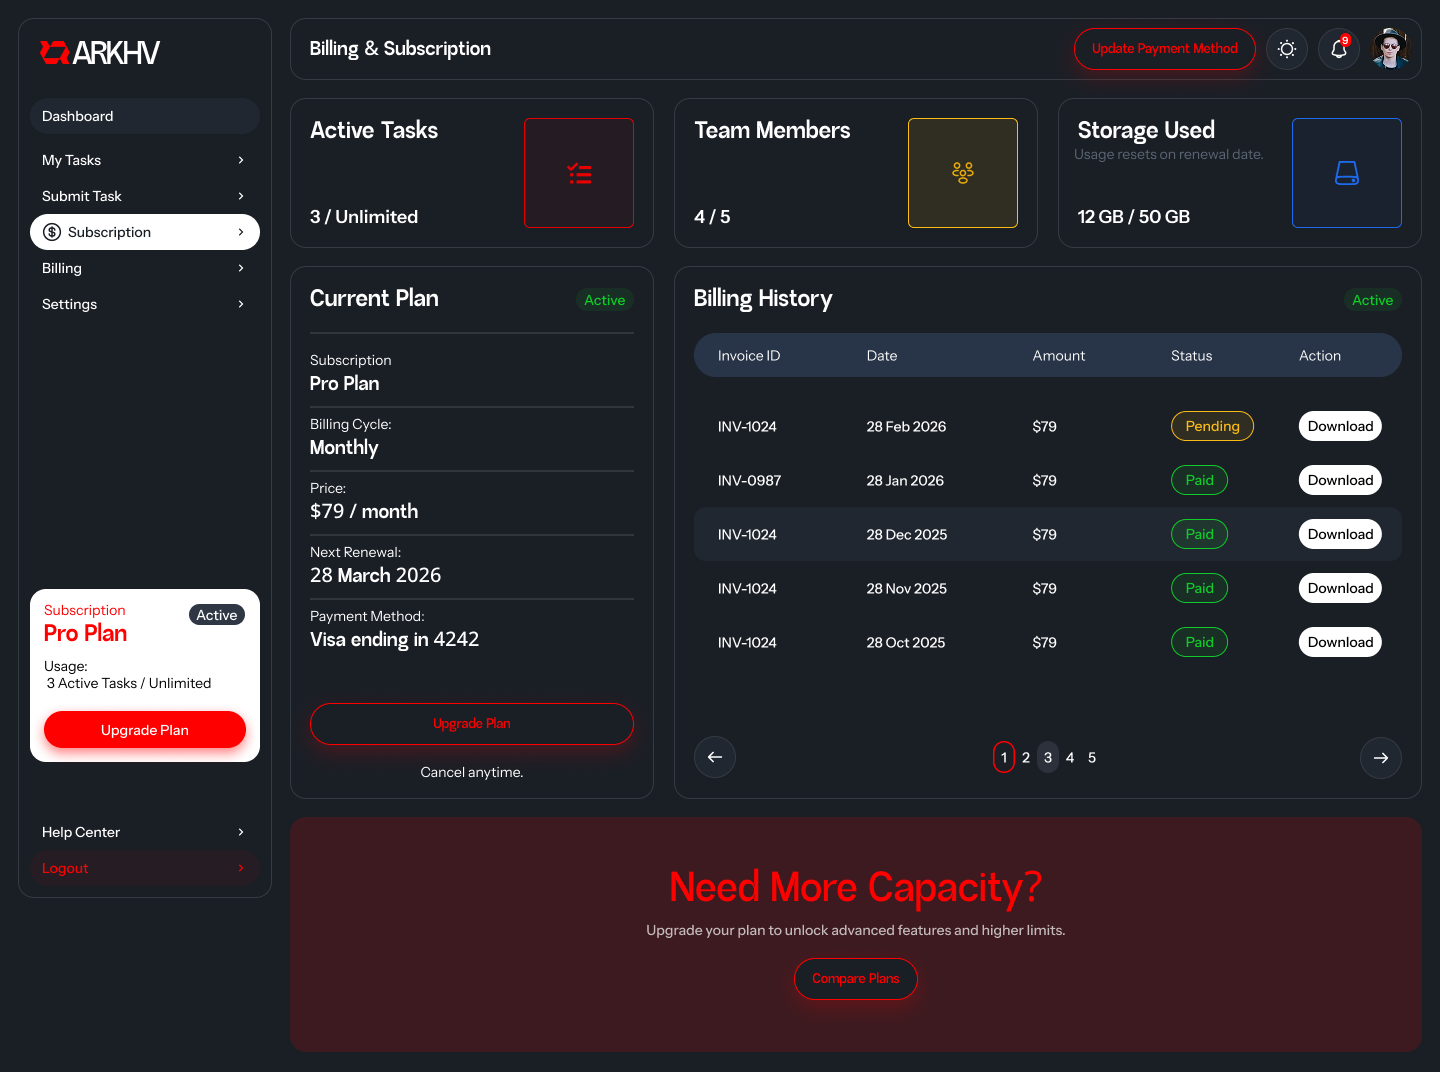 ARKHV
Dashboard
My Tasks
Submit Task
Subscription
Billing
Settings
Subscription
Active
Pro Plan
Usage:
3 Active Tasks / Unlimited
Upgrade Plan
Help Center
Logout
Billing & Subscription
Update Payment Method
9
Active Tasks
3 / Unlimited
Team Members
4 / 5
Storage Used
Usage resets on renewal date.
12 GB / 50 GB
Current Plan
Active
Subscription
Pro Plan
Billing Cycle:
Monthly
Price:
$79 / month
Next Renewal:
28 March 2026
Payment Method:
Visa ending in 4242
Upgrade Plan
Cancel anytime.
Billing History
Active
Invoice ID Date Amount Status Action
INV-1024 28 Feb 2026 $79 Pending Download
INV-0987 28 Jan 2026 $79 Paid Download
INV-1024 28 Dec 2025 $79 Paid Download
INV-1024 28 Nov 2025 $79 Paid Download
INV-1024 28 Oct 2025 $79 Paid Download
1 2 3 4 5
Need More Capacity?
Upgrade your plan to unlock advanced features and higher limits.
Compare Plans